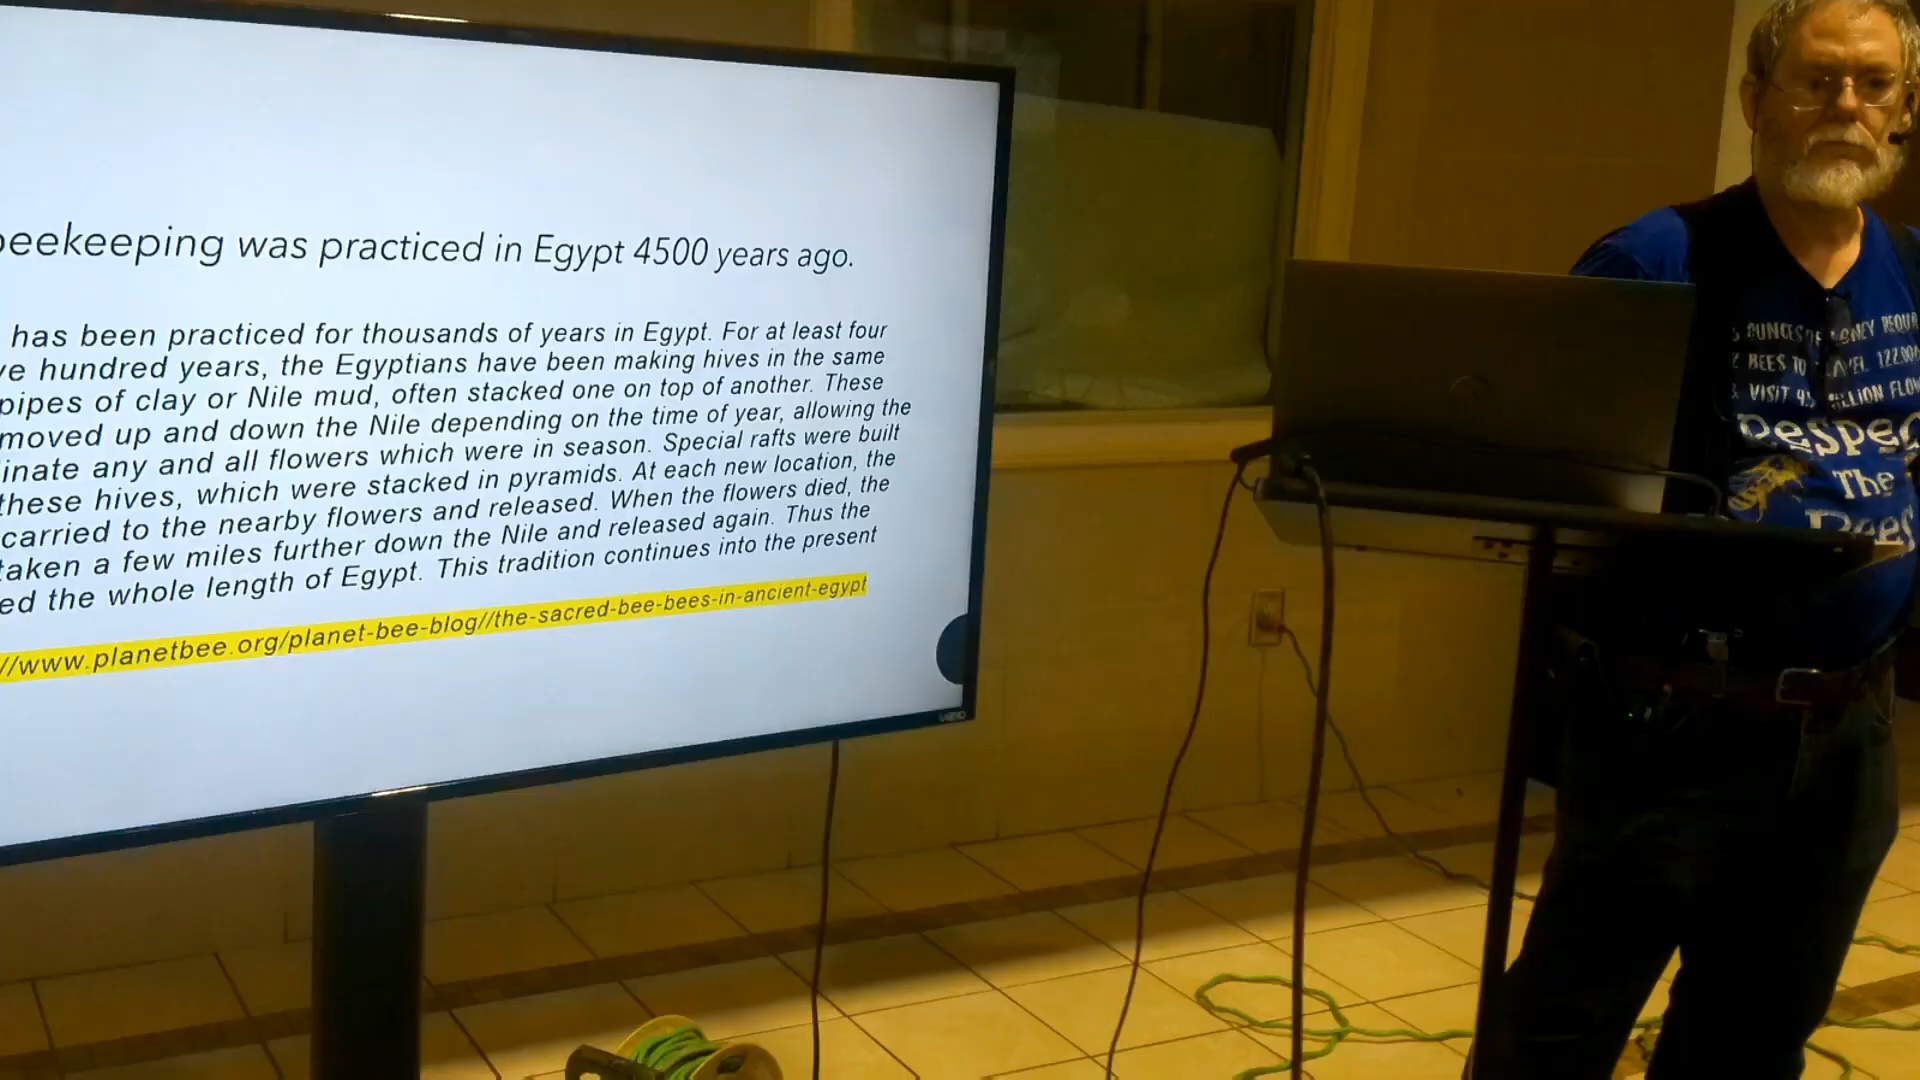 beekeeping was practiced in Egypt 4500 years ago.
has been practiced for thousands of years in Egypt. For at least four
ve hundred years, the Egyptians have been making hives in the same
pipes of clay or Nile mud, often stacked one on top of another. These
moved up and down the Nile depending on the time of year, allowing the
inate any and all flowers which were in season. Special rafts were built
these hives, which were stacked in pyramids. At each new location, the
carried to the nearby flowers and released. When the flowers died, the
taken a few miles further down the Nile and released again. Thus the
ed the whole length of Egypt. This tradition continues into the present
//www.planetbee.org/planet-bee-blog//the-sacred-bee-bees-in-ancient-egypt
VIZIO
OUNCES
BEES TO
VISIT
Respec
The
Bees